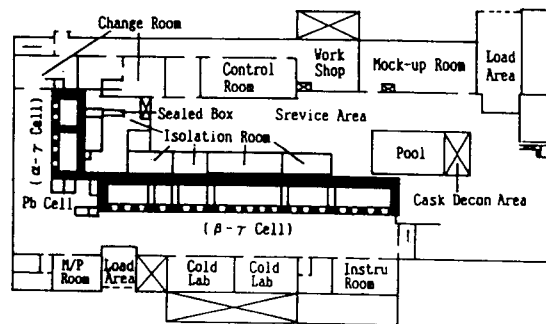 Change Room
Control
Room
Work
Shop
Mock-up Room
Load
Area
Sealed Box
Srevice Area
Isolation Room
(α-γ Cell)
Pool
Pb Cell
Cask Decon Area
(β-γ Cell)
M/P
Room
Load
Area
Cold
Lab
Cold
Lab
Instru
Room